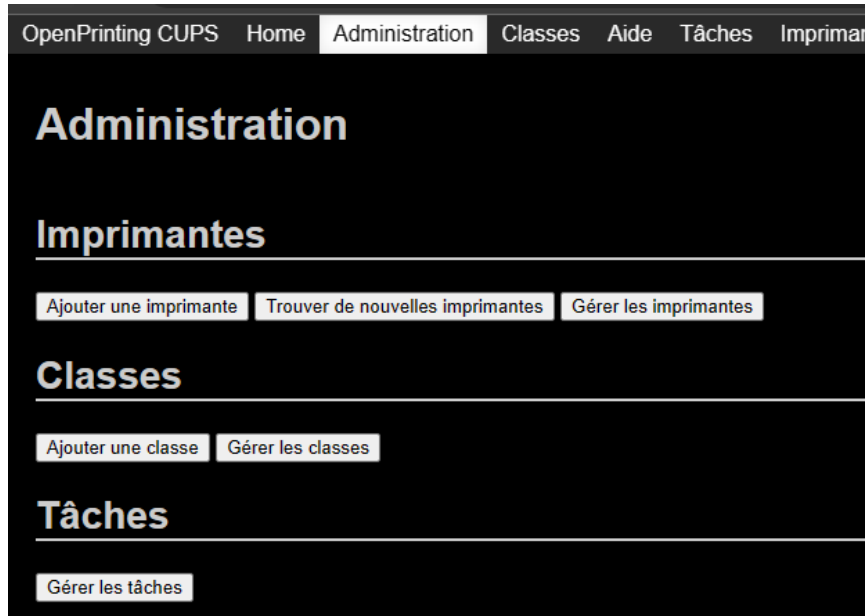 OpenPrinting CUPS Home Administration Classes Aide Tâches
Administration
Imprimantes
Ajouter une imprimante Trouver de nouvelles imprimantes Gérer les imprimantes
Classes
Ajouter une classe Gérer les classes
Tâches
Gérer les tâches